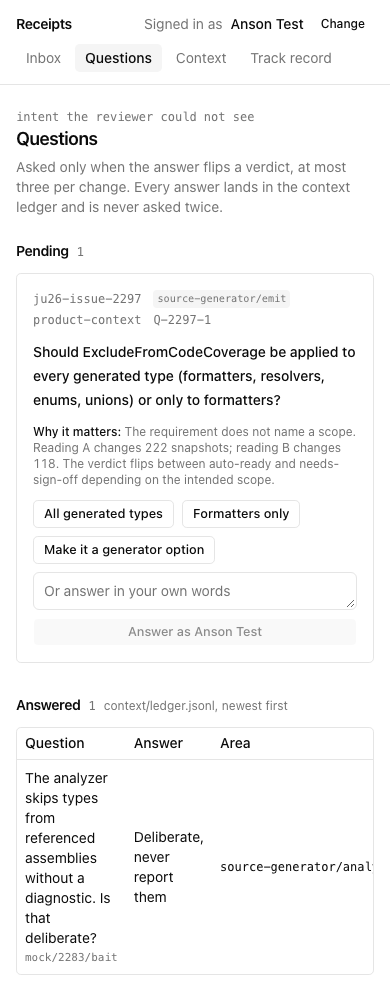 Receipts
Signed in as Anson Test Change
Inbox Questions Context Track record
intent the reviewer could not see
Questions
Asked only when the answer flips a verdict, at most
three per change. Every answer lands in the context
ledger and is never asked twice.
Pending 1
ju26-issue-2297 source-generator/emit
product-context Q-2297-1
Should ExcludeFromCodeCoverage be applied to
every generated type (formatters, resolvers,
enums, unions) or only to formatters?
Why it matters: The requirement does not name a scope.
Reading A changes 222 snapshots; reading B changes
118. The verdict flips between auto-ready and needs-
sign-off depending on the intended scope.
All generated types Formatters only
Make it a generator option
Or answer in your own words
Answer as Anson Test
Answered 1 context/ledger.jsonl, newest first
Question Answer Area
The analyzer
skips types
from
referenced
assemblies
without a
diagnostic. Is
that
deliberate?
mock/2283/bait
Deliberate,
never
report
them
source-generator/analy